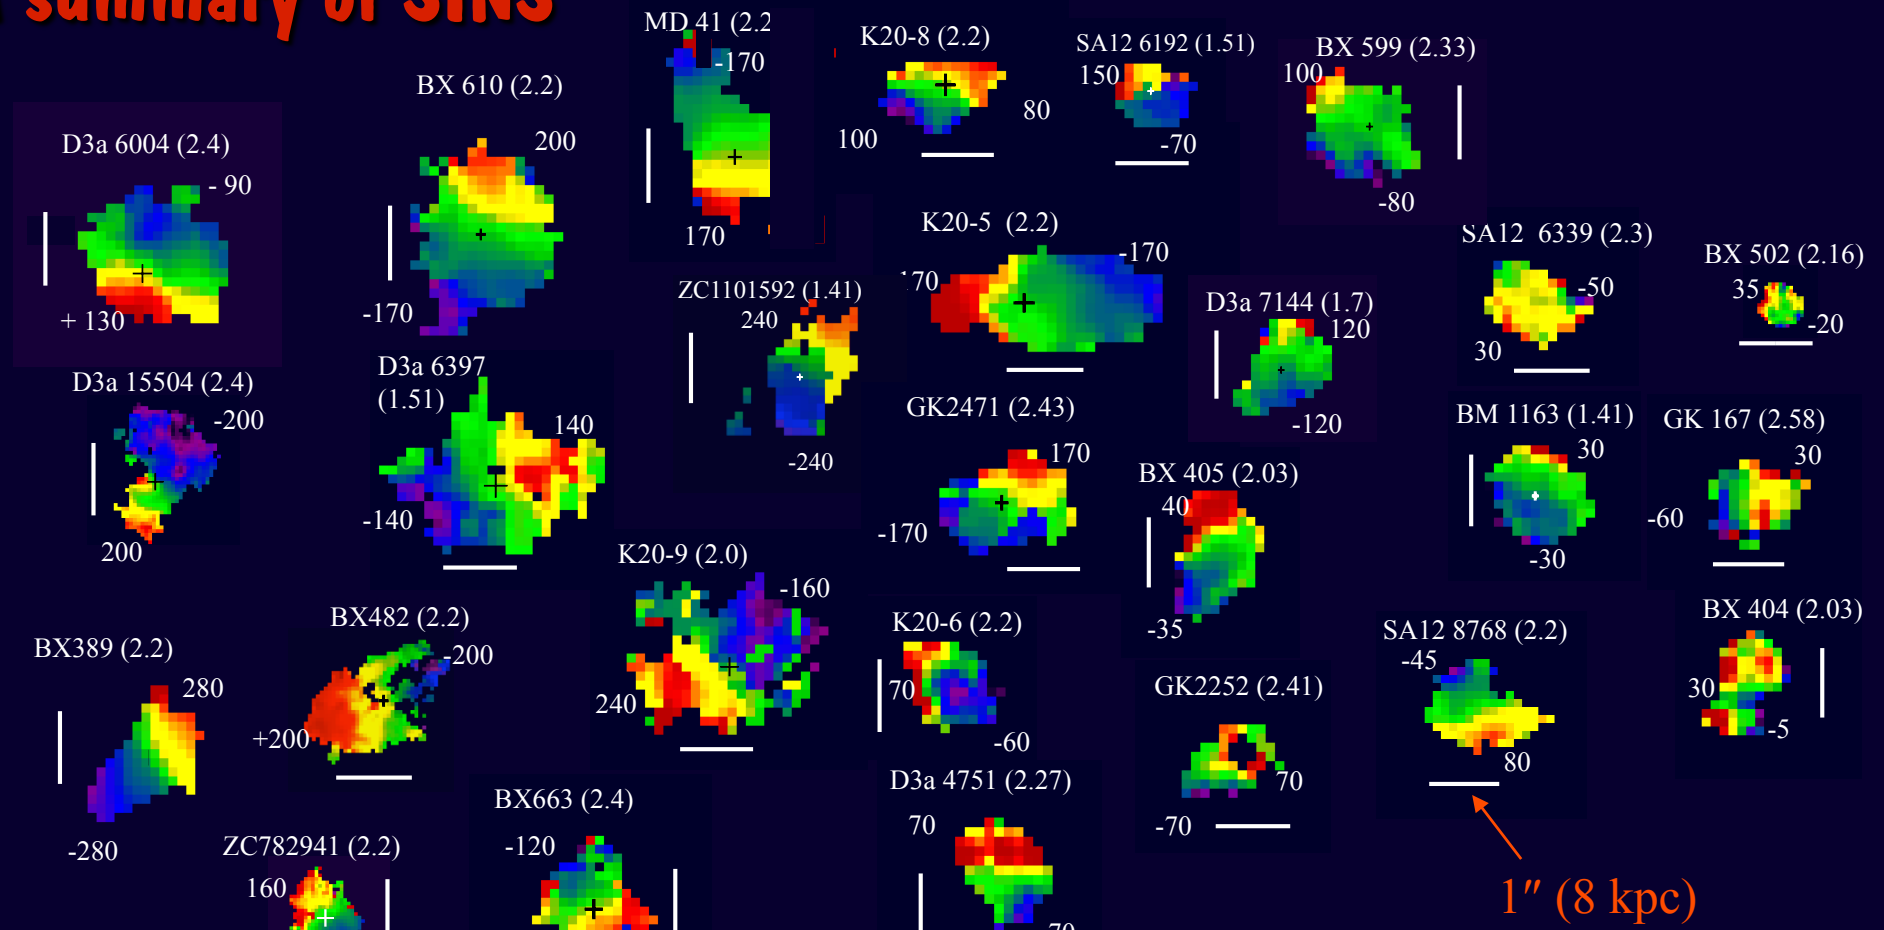 summary of SINS
MD 41 (2.2
-170
170
K20-8 (2.2)
80
100
SA12 6192 (1.51)
150
-70
BX 599 (2.33)
100
-80
BX 610 (2.2)
200
-170
D3a 6004 (2.4)
- 90
+ 130
K20-5 (2.2)
-170
170
SA12 6339 (2.3)
-50
30
BX 502 (2.16)
35
-20
ZC1101592 (1.41)
240
-240
D3a 7144 (1.7)
120
-120
D3a 15504 (2.4)
-200
200
D3a 6397
(1.51)
140
-140
GK2471 (2.43)
170
-170
BX 405 (2.03)
40
-35
BM 1163 (1.41)
30
-30
GK 167 (2.58)
30
-60
K20-9 (2.0)
-160
240
BX482 (2.2)
-200
+200
BX389 (2.2)
280
-280
K20-6 (2.2)
70
-60
GK2252 (2.41)
70
-70
SA12 8768 (2.2)
-45
80
BX 404 (2.03)
30
-5
ZC782941 (2.2)
160
BX663 (2.4)
-120
D3a 4751 (2.27)
70
1″ (8 kpc)